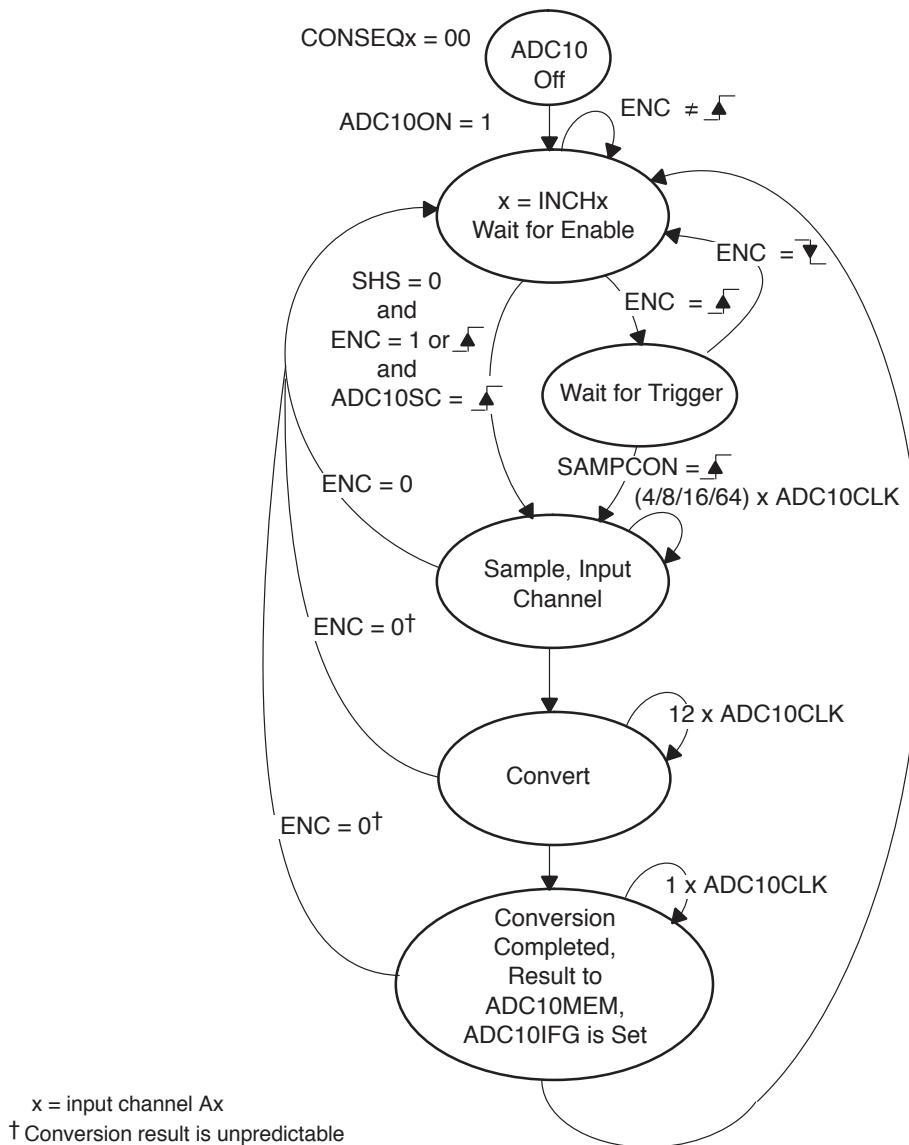 CONSEQx = 00
ADC10
Off
ADC10ON = 1
ENC ≠
x = INCHx
Wait for Enable
ENC =
SHS = 0
and
ENC = 1 or
and
ADC10SC =
ENC =
Wait for Trigger
SAMPCON =
(4/8/16/64) x ADC10CLK
ENC = 0
Sample, Input
Channel
ENC = 0†
12 x ADC10CLK
Convert
ENC = 0†
1 x ADC10CLK
Conversion
Completed,
Result to
ADC10MEM,
ADC10IFG is Set
x = input channel Ax
† Conversion result is unpredictable